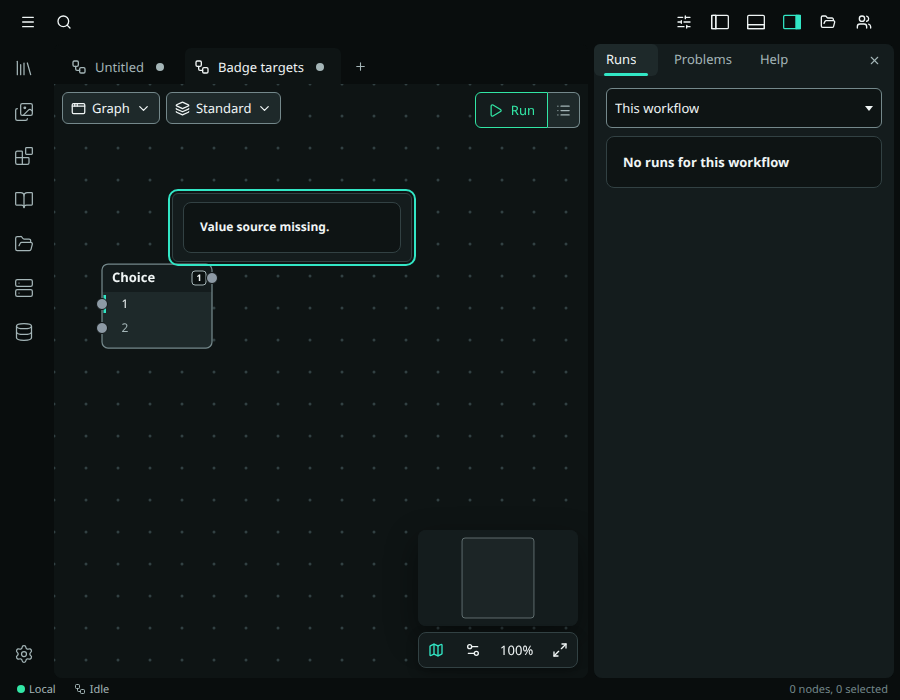 Untitled
Badge targets
Runs
Problems
Help
Graph
Standard
Run
This workflow
No runs for this workflow
Value source missing.
Choice
1
1
2
100%
Local
Idle
0 nodes, 0 selected